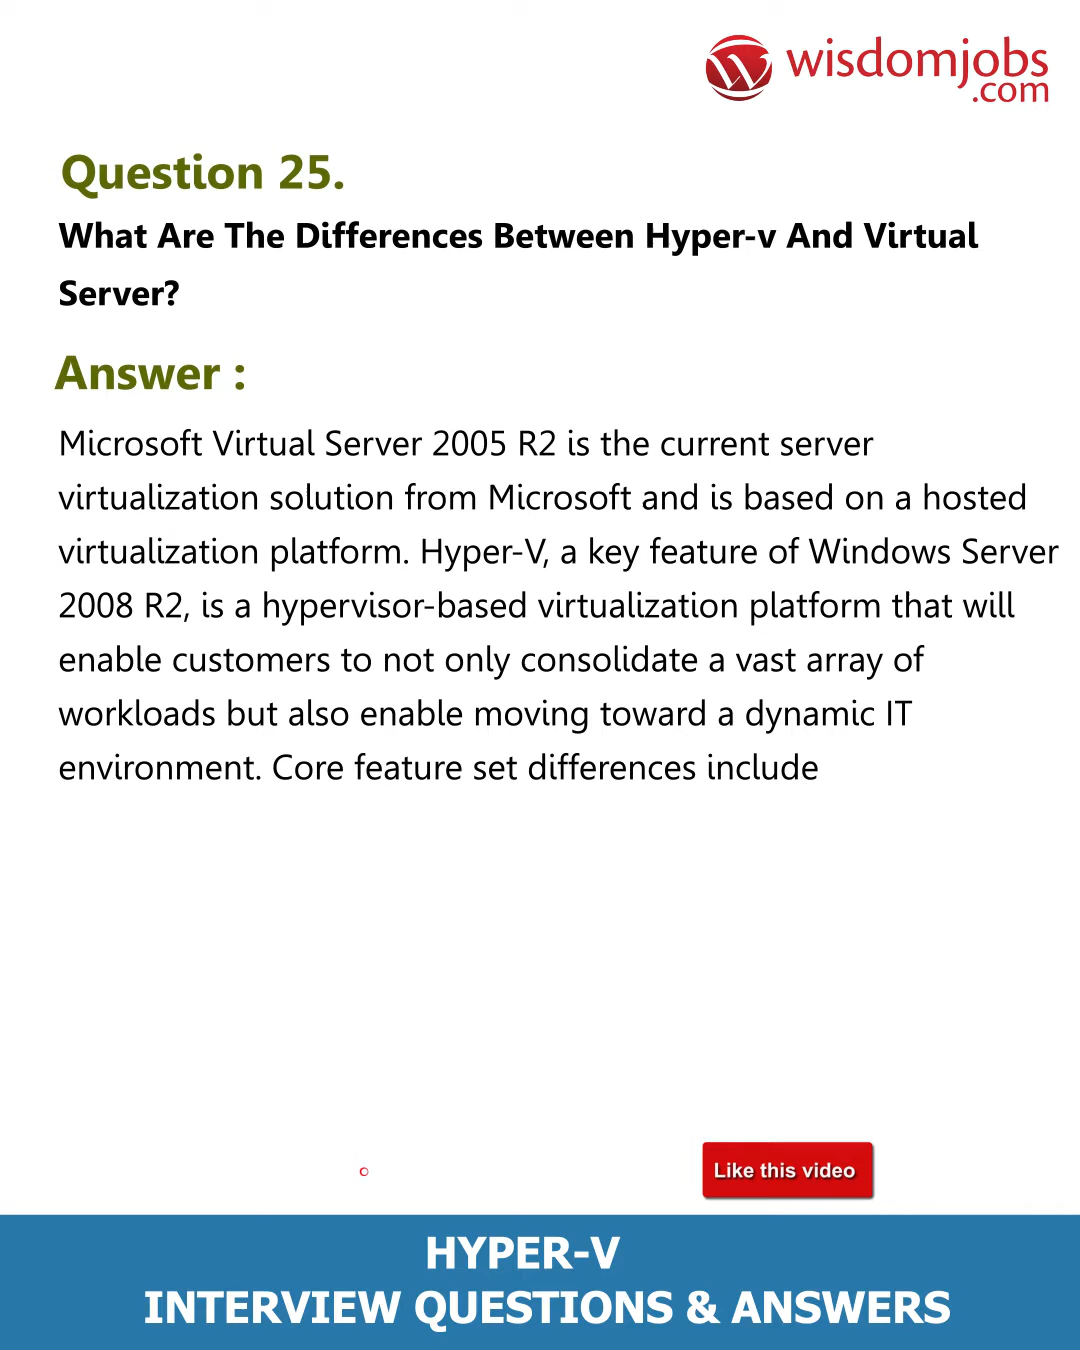 wisdomjobs
.com
Question 25.
What Are The Differences Between Hyper-v And Virtual
Server?
Answer :
Microsoft Virtual Server 2005 R2 is the current server
virtualization solution from Microsoft and is based on a hosted
virtualization platform. Hyper-V, a key feature of Windows Server
2008 R2, is a hypervisor-based virtualization platform that will
enable customers to not only consolidate a vast array of
workloads but also enable moving toward a dynamic IT
environment. Core feature set differences include
Like this video
HYPER-V
INTERVIEW QUESTIONS & ANSWERS